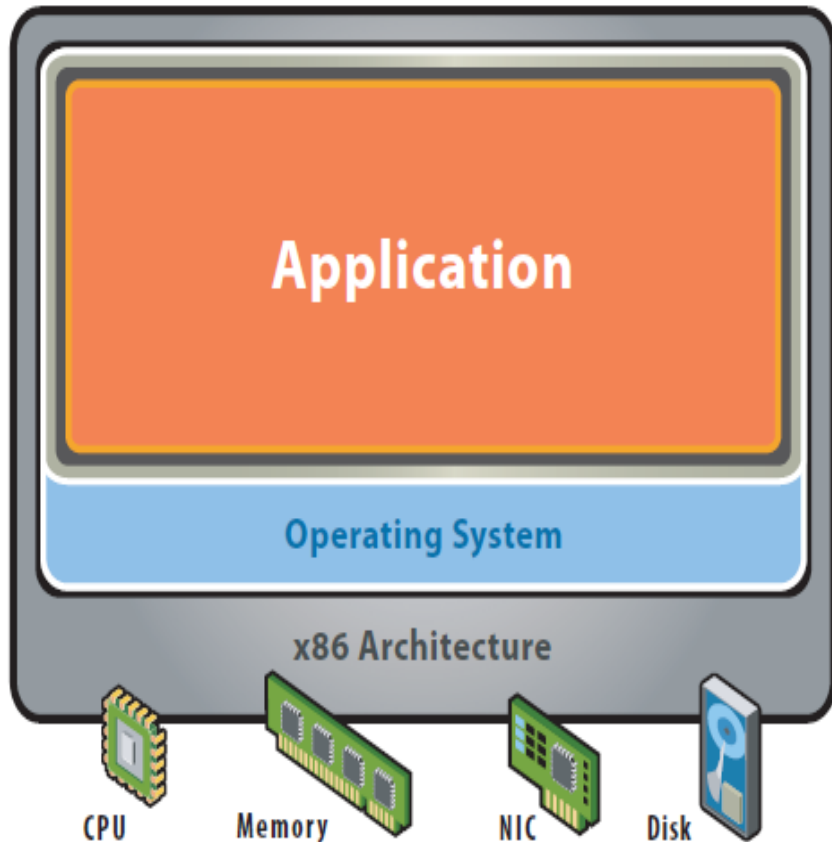 Application
Operating System
x86 Architecture
CPU
Memory
NIC
Disk